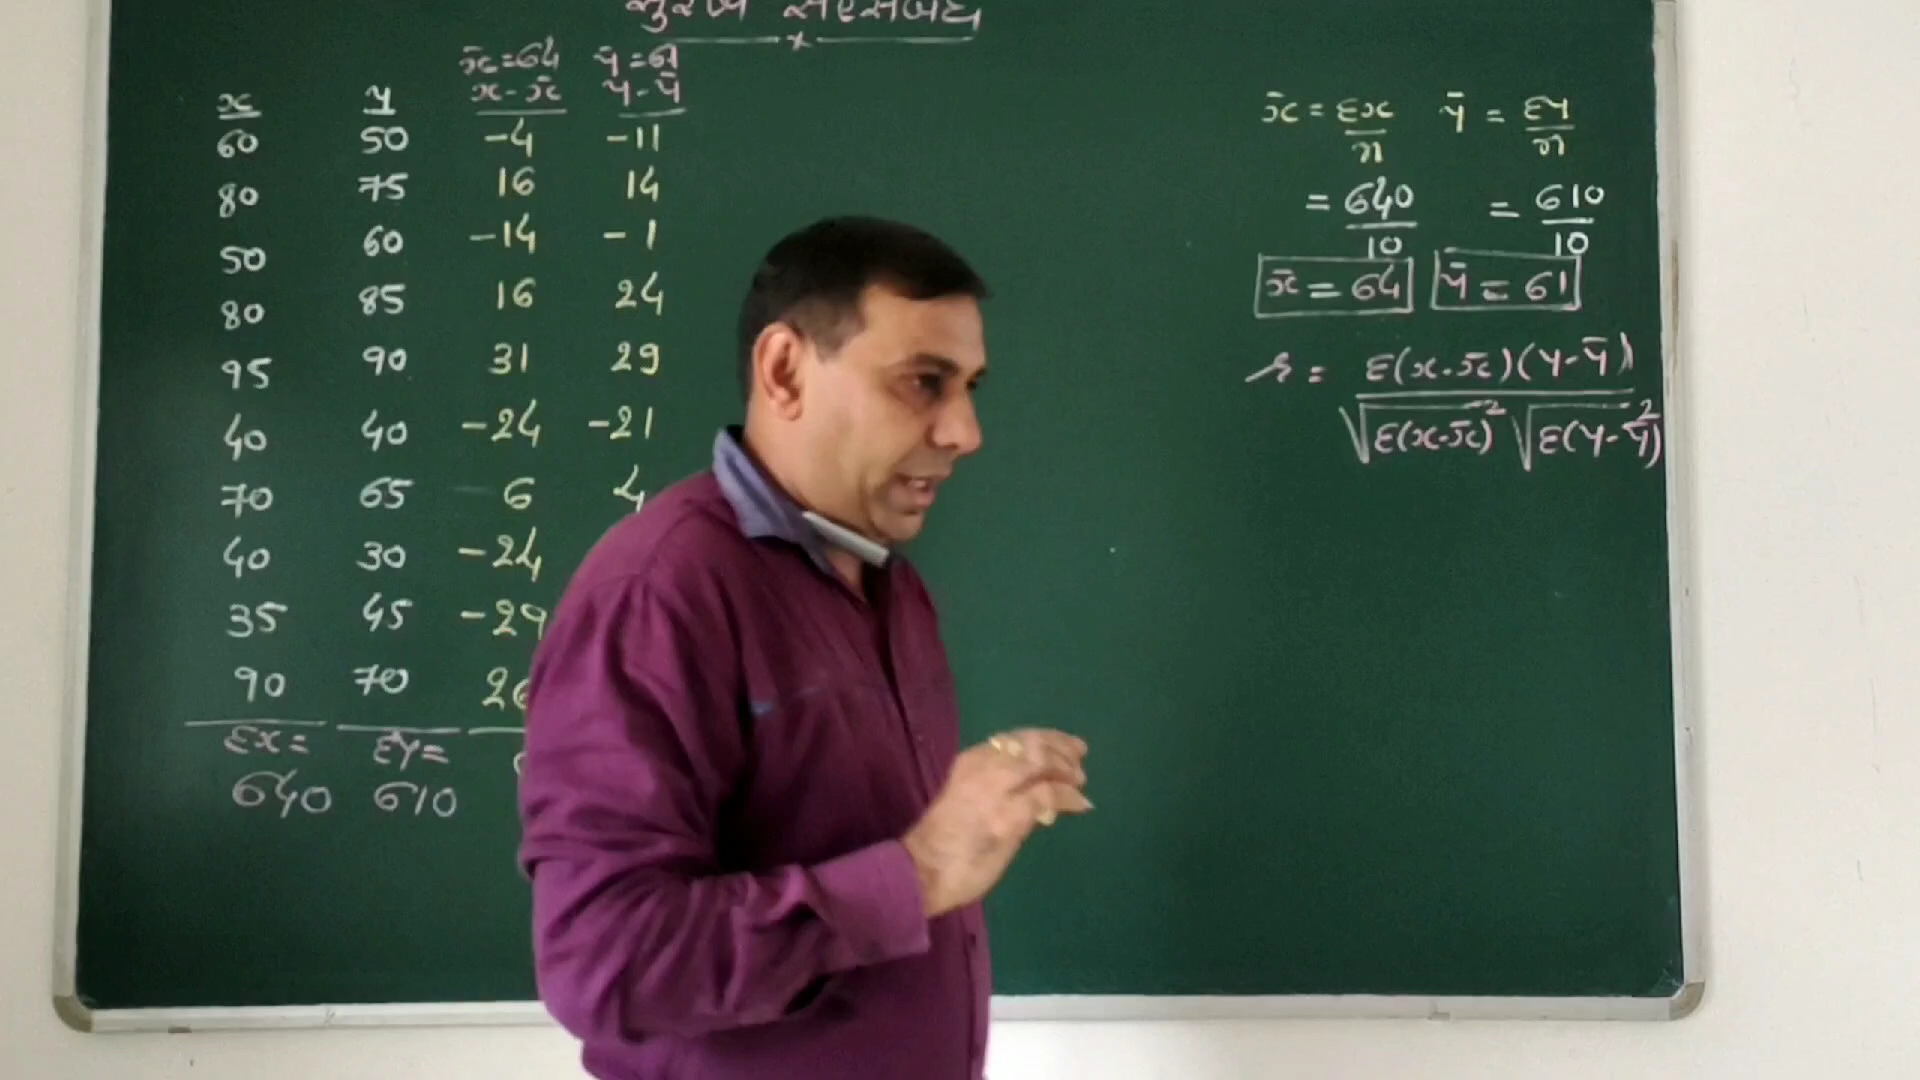 સુરેખ સહસંબંધ
x̄ = 64 ȳ = 61
x y x - x̄ y - ȳ
60 50 -4 -11
80 75 16 14
50 60 -14 -1
80 85 16 24
95 90 31 29
40 40 -24 -21
70 65 6 4
40 30 -24
35 45 -29
90 70 26
Σx = Σy =
640 610
x̄ = Σx/n ȳ = Σy/n
= 640/10 = 610/10
x̄ = 64 ȳ = 61
r = Σ(x-x̄)(y-ȳ) / √Σ(x-x̄)² √Σ(y-ȳ)²